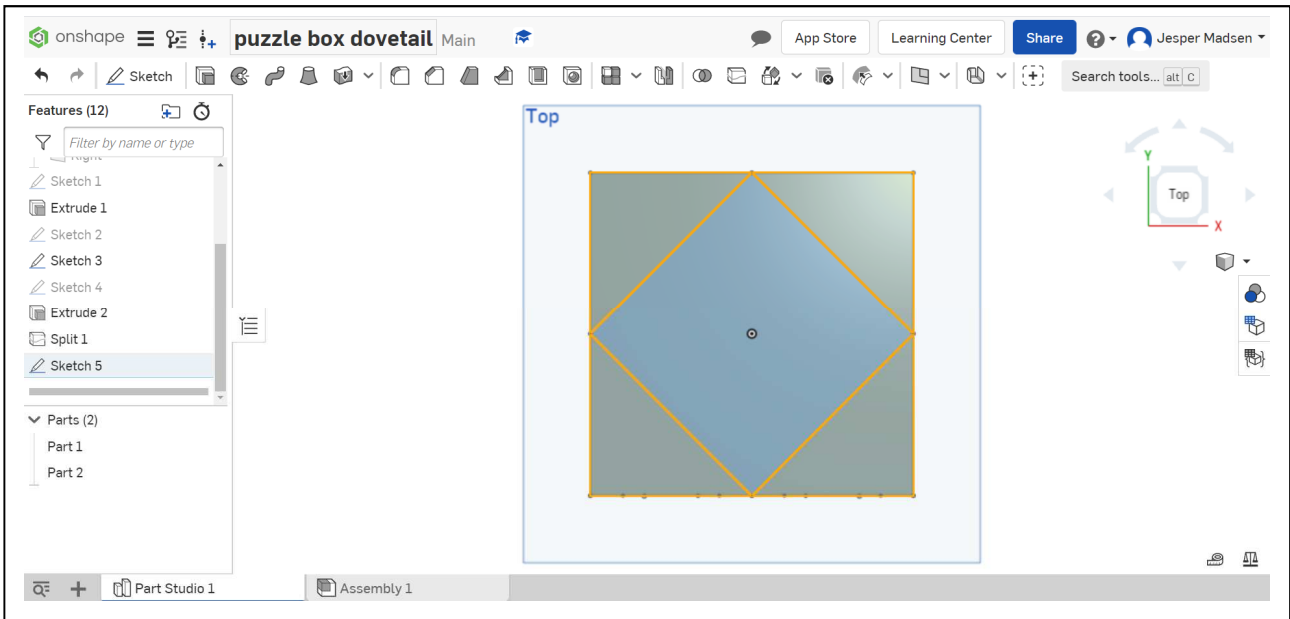 onshape puzzle box dovetail Main App Store Learning Center Share Jesper Madsen
Sketch Search tools... alt C
Features (12)
Filter by name or type
Right
Sketch 1
Extrude 1
Sketch 2
Sketch 3
Sketch 4
Extrude 2
Split 1
Sketch 5
Parts (2)
Part 1
Part 2
Top
Y
Top
X
Part Studio 1 Assembly 1